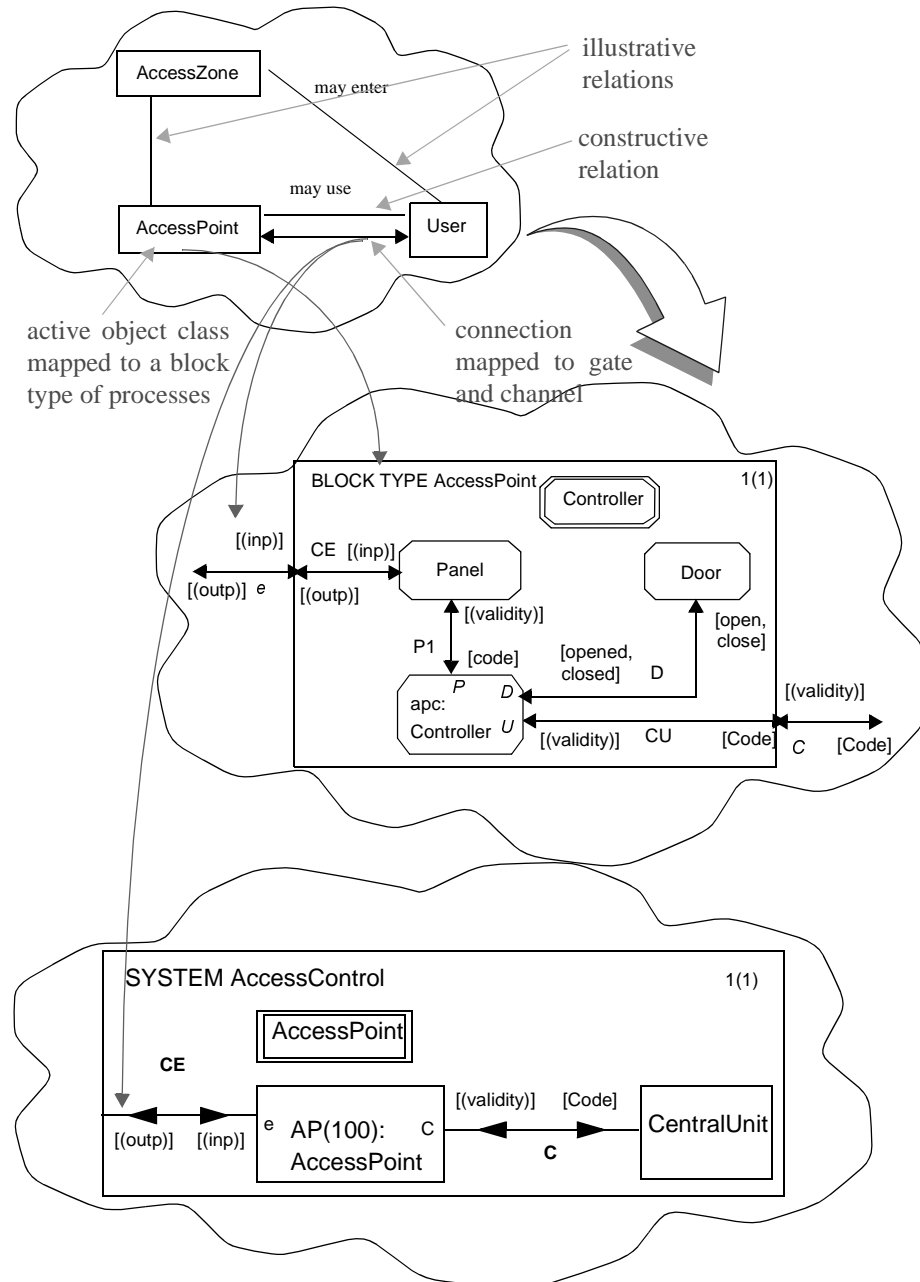 illustrative
relations
AccessZone
may enter
constructive
relation
may use
AccessPoint
User
active object class
mapped to a block
type of processes
connection
mapped to gate
and channel
BLOCK TYPE AccessPoint
1(1)
Controller
[(inp)]
CE
[(inp)]
Panel
Door
[(outp)]
e
[(outp)]
[(validity)]
[open,
close]
P1
[code]
[opened,
closed]
D
P
D
apc:
Controller
U
[(validity)]
[(validity)]
CU
[Code]
C
[Code]
SYSTEM AccessControl
1(1)
AccessPoint
CE
[(validity)]
[Code]
[(outp)]
[(inp)]
e
AP(100):
AccessPoint
C
C
CentralUnit